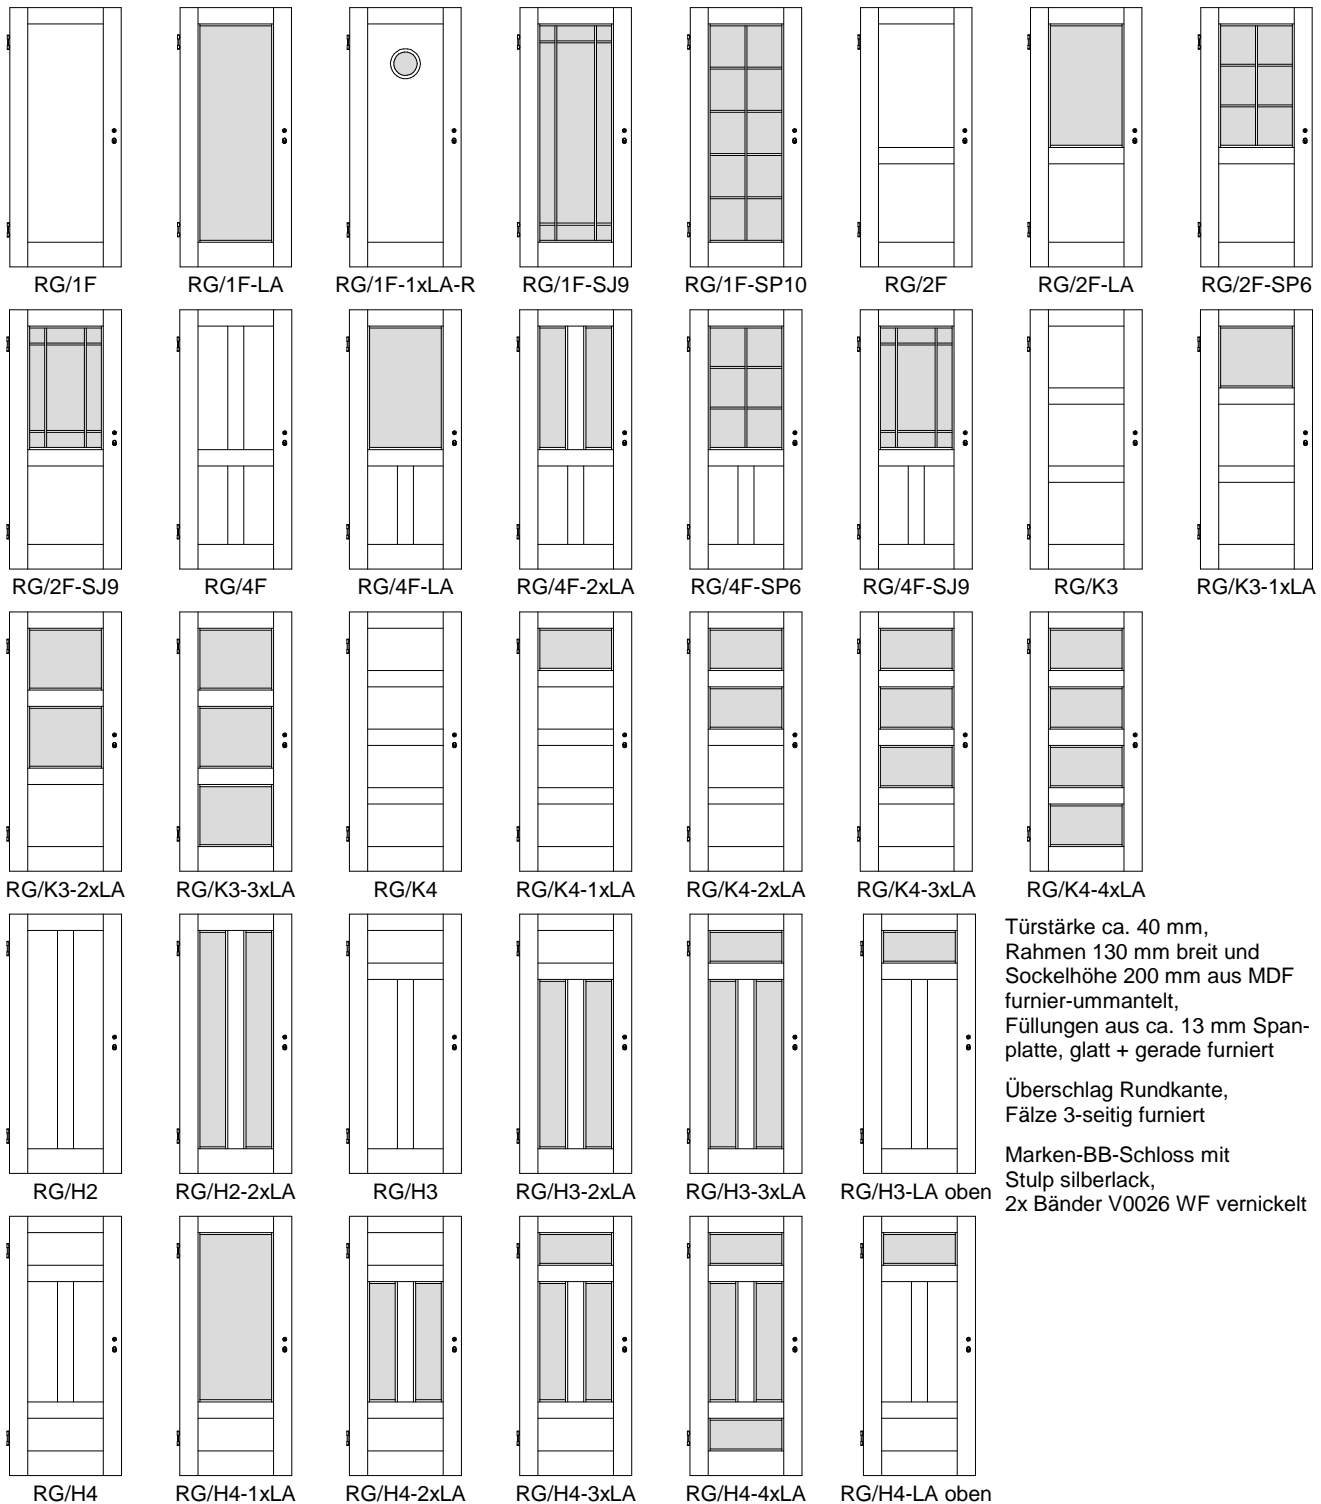 RG/1F
RG/1F-LA
RG/1F-1xLA-R
RG/1F-SJ9
RG/1F-SP10
RG/2F
RG/2F-LA
RG/2F-SP6
RG/2F-SJ9
RG/4F
RG/4F-LA
RG/4F-2xLA
RG/4F-SP6
RG/4F-SJ9
RG/K3
RG/K3-1xLA
RG/K3-2xLA
RG/K3-3xLA
RG/K4
RG/K4-1xLA
RG/K4-2xLA
RG/K4-3xLA
RG/K4-4xLA
RG/H2
RG/H2-2xLA
RG/H3
RG/H3-2xLA
RG/H3-3xLA
RG/H3-LA oben
Türstärke ca. 40 mm,
Rahmen 130 mm breit und
Sockelhöhe 200 mm aus MDF
furnier-ummantelt,
Füllungen aus ca. 13 mm Span-
platte, glatt + gerade furniert
Überschlag Rundkante,
Fälze 3-seitig furniert
Marken-BB-Schloss mit
Stulp silberlack,
2x Bänder V0026 WF vernickelt
RG/H4
RG/H4-1xLA
RG/H4-2xLA
RG/H4-3xLA
RG/H4-4xLA
RG/H4-LA oben